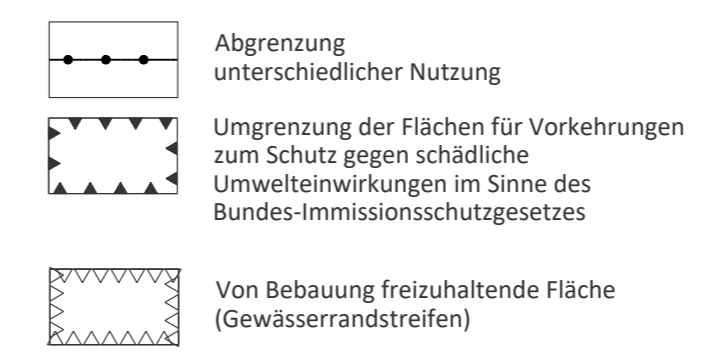 Abgrenzung
unterschiedlicher Nutzung
Umgrenzung der Flächen für Vorkehrungen
zum Schutz gegen schädliche
Umwelteinwirkungen im Sinne des
Bundes-Immissionsschutzgesetzes
Von Bebauung freizuhaltende Fläche
(Gewässerrandstreifen)